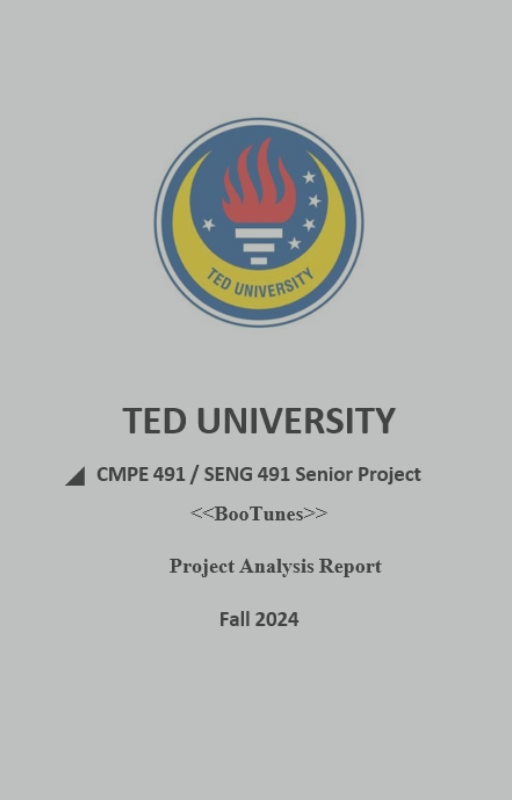 TED UNIVERSITY
TED UNIVERSITY
CMPE 491 / SENG 491 Senior Project
<<BooTunes>>
Project Analysis Report
Fall 2024